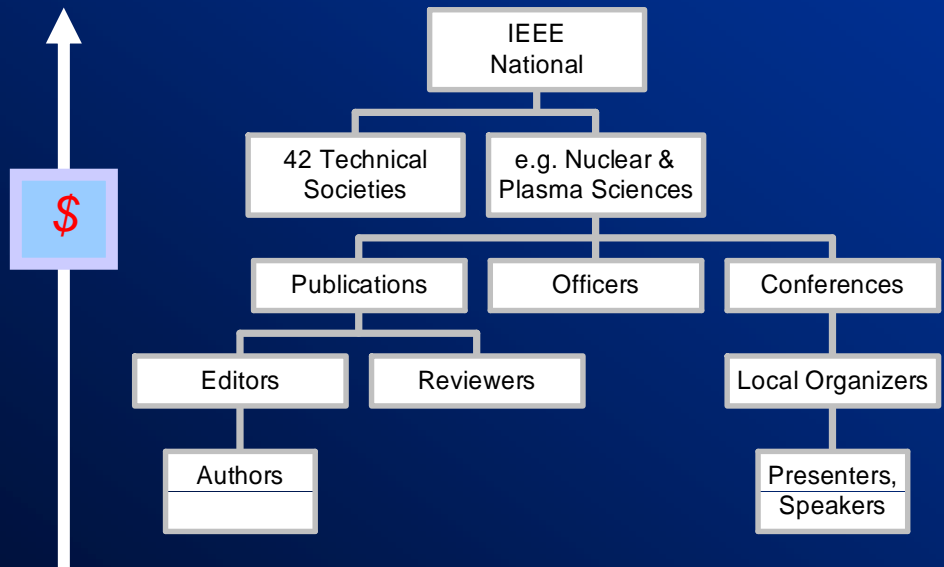 IEEE
National
42 Technical
Societies
e.g. Nuclear &
Plasma Sciences
$
Publications
Officers
Conferences
Editors
Reviewers
Local Organizers
Authors
Presenters,
Speakers